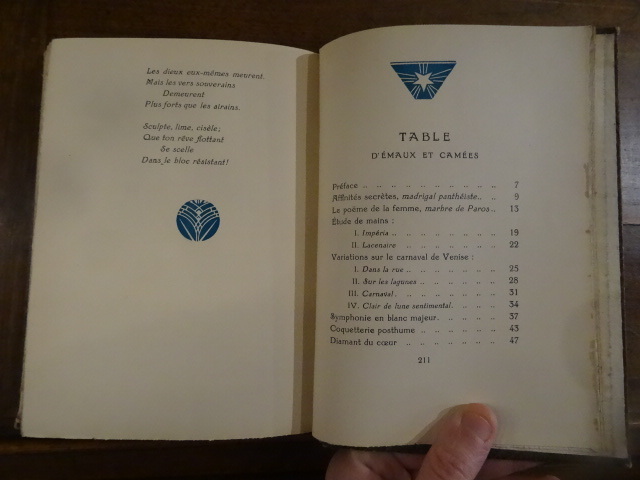 Les dieux eux-mêmes meurent.
Mais les vers souverains
Demeurent
Plus forts que les airains.
Sculpte, lime, cisèle;
Que ton rêve flottant
Se scelle
Dans le bloc résistant!
TABLE
D'ÉMAUX ET CAMÉES
Préface .. .. .. .. .. .. .. .. .. .. 7
Affinités secrètes, madrigal panthéiste.. .. 9
Le poème de la femme, marbre de Paros .. 13
Étude de mains :
I. Impéria .. .. .. .. .. .. .. .. 19
II. Lacenaire .. .. .. .. .. .. .. 22
Variations sur le carnaval de Venise :
I. Dans la rue .. .. .. .. .. .. .. 25
II. Sur les lagunes .. .. .. .. .. .. 28
III. Carnaval. .. .. .. .. .. .. .. 31
IV. Clair de lune sentimental. .. .. .. 34
Symphonie en blanc majeur. .. .. .. .. 37
Coquetterie posthume .. .. .. .. .. .. 43
Diamant du cœur .. .. .. .. .. .. .. 47
211